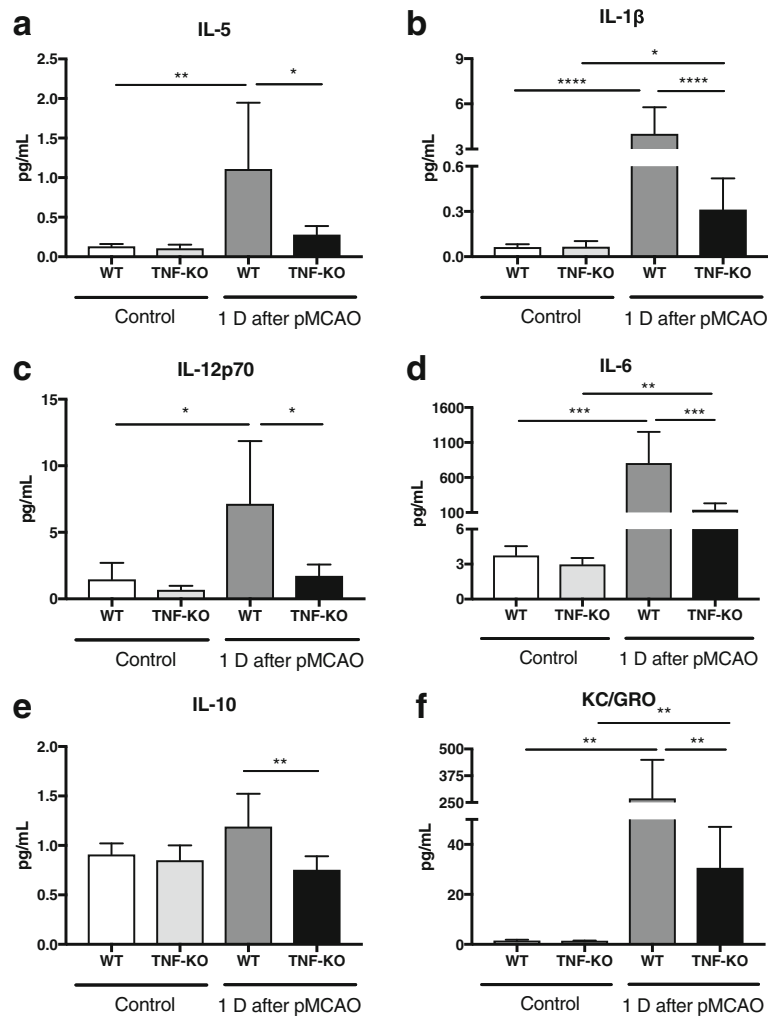 a
IL-5
** *
2.5
2.0
1.5
1.0
0.5
0.0
pg/mL
WT TNF-KO WT TNF-KO
Control 1 D after pMCAO
b
IL-1β
*
**** ****
9
6
3
0.6
0.3
0.0
pg/mL
WT TNF-KO WT TNF-KO
Control 1 D after pMCAO
c
IL-12p70
* *
15
10
5
0
pg/mL
WT TNF-KO WT TNF-KO
Control 1 D after pMCAO
d
IL-6
**
*** ***
1600
1100
600
100
6
3
0
pg/mL
WT TNF-KO WT TNF-KO
Control 1 D after pMCAO
e
IL-10
**
2.0
1.5
1.0
0.5
0.0
pg/mL
WT TNF-KO WT TNF-KO
Control 1 D after pMCAO
f
KC/GRO
**
** **
500
375
250
40
20
0
pg/mL
WT TNF-KO WT TNF-KO
Control 1 D after pMCAO